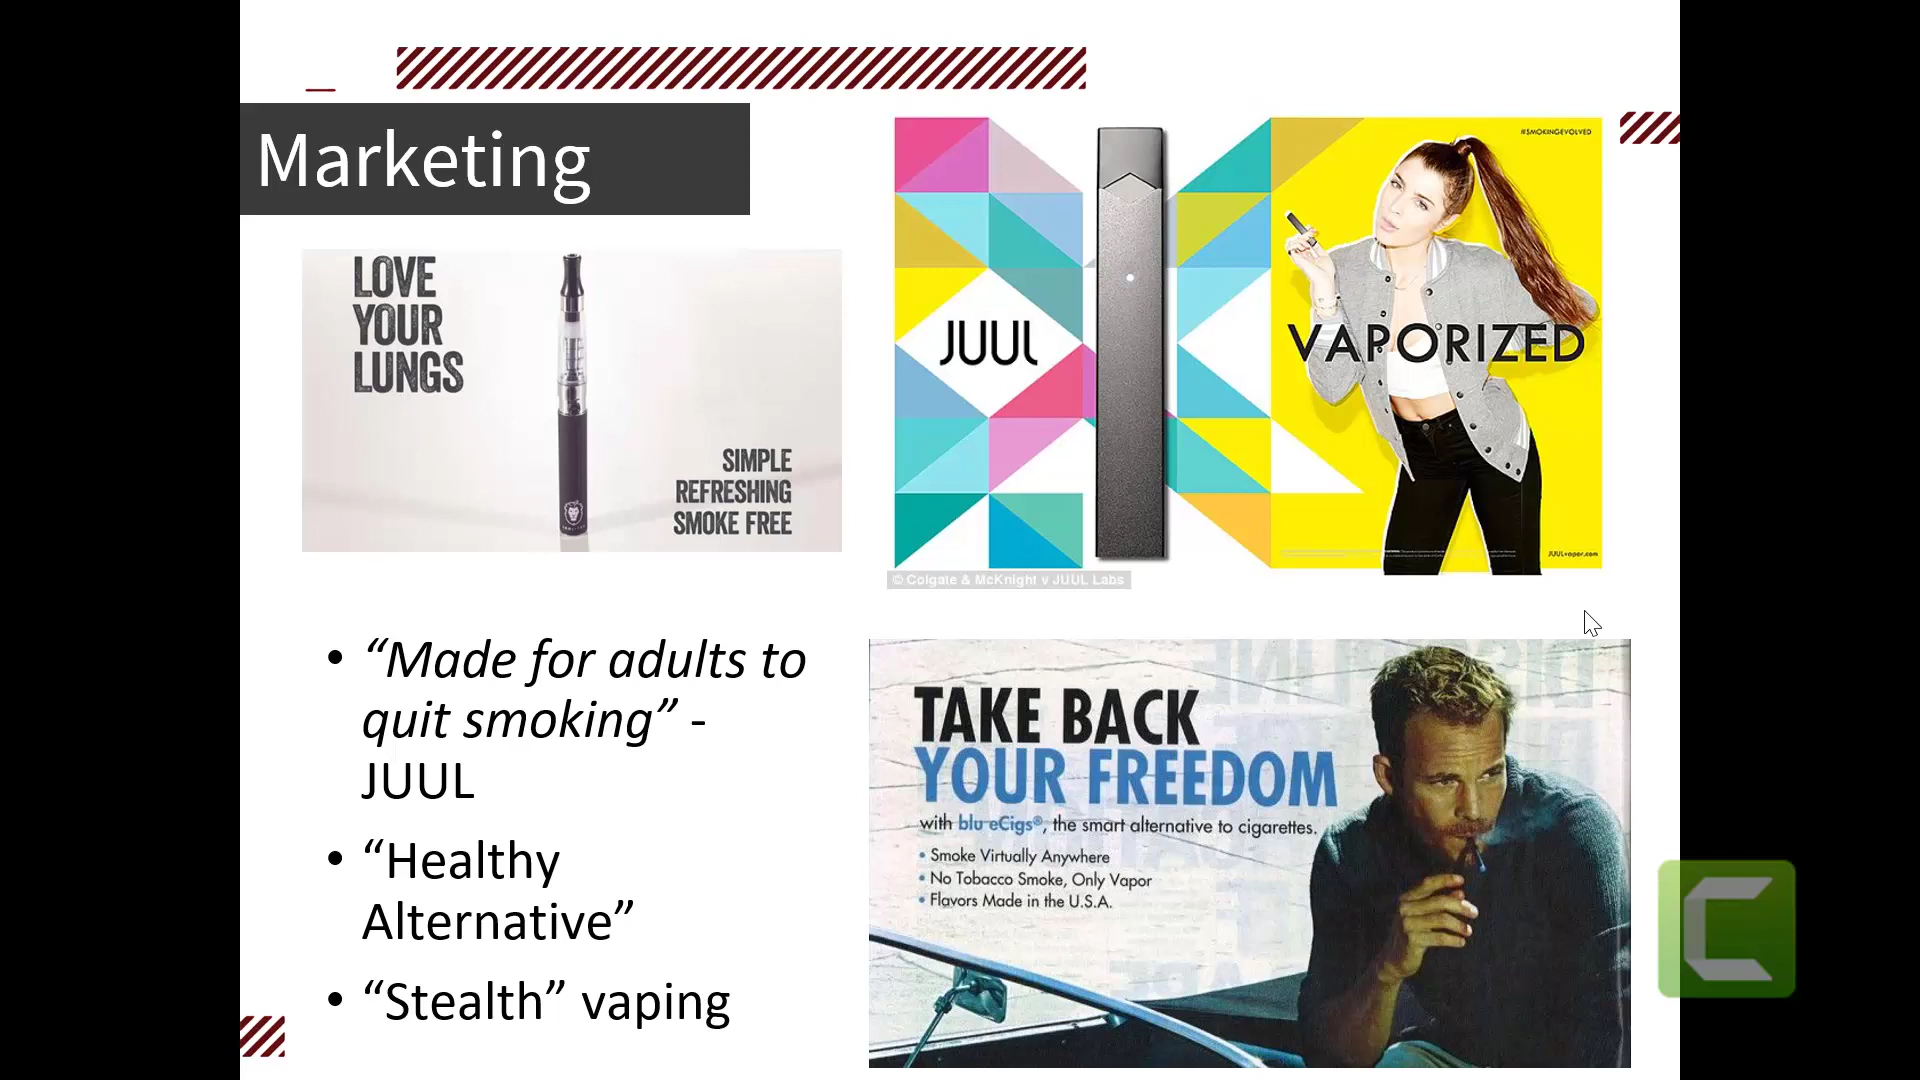 Marketing
LOVE
YOUR
LUNGS
SIMPLE
REFRESHING
SMOKE FREE
JUUL
#SMOKINGEVOLVED
VAPORIZED
JUULvapor.com
© Colgate & McKnight v JUUL Labs
• “Made for adults to
quit smoking” -
JUUL
• “Healthy
Alternative”
• “Stealth” vaping
TAKE BACK
YOUR FREEDOM
with blu eCigs®, the smart alternative to cigarettes.
• Smoke Virtually Anywhere
• No Tobacco Smoke, Only Vapor
• Flavors Made in the U.S.A.